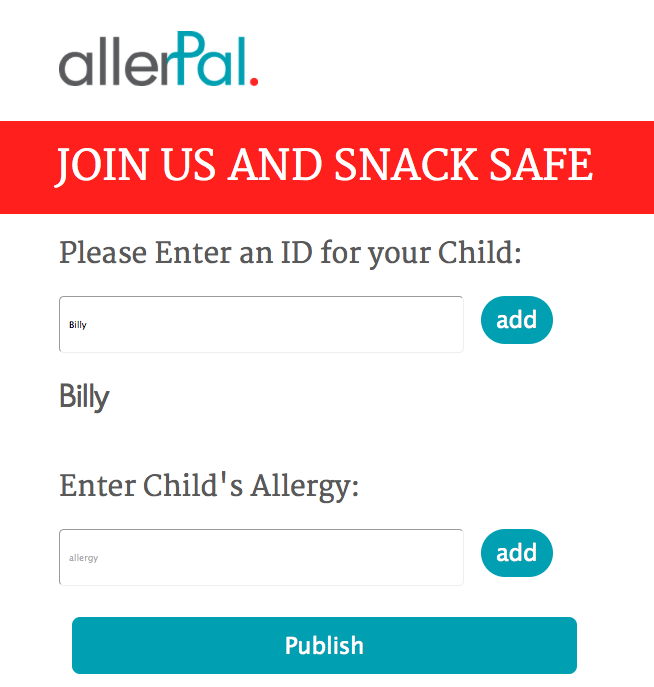 allerPal.
JOIN US AND SNACK SAFE
Please Enter an ID for your Child:
Billy
add
Billy
Enter Child's Allergy:
allergy
add
Publish